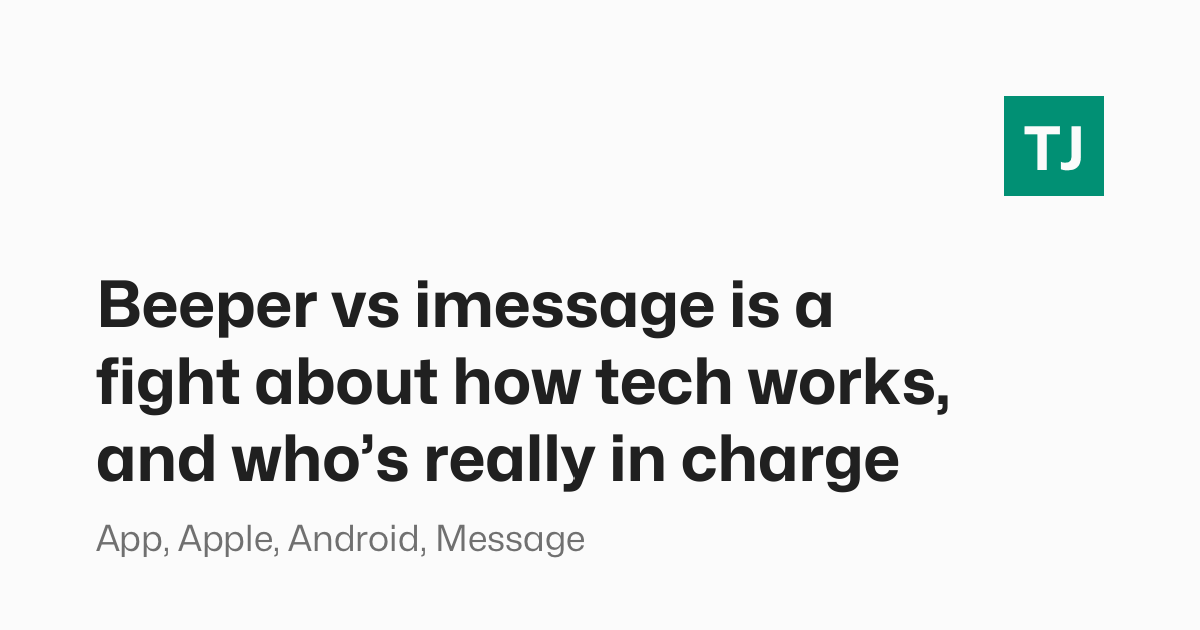 TJ
Beeper vs imessage is a
fight about how tech works,
and who’s really in charge
App, Apple, Android, Message